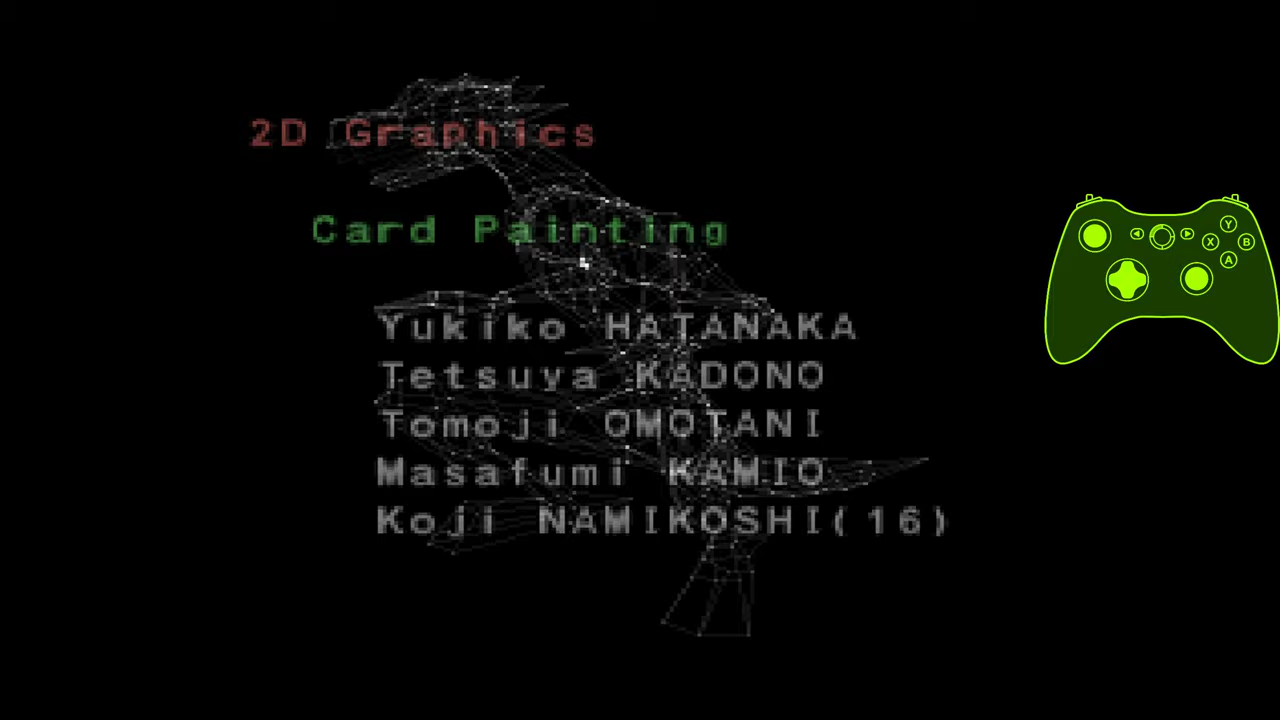 2D Graphics
Card Painting
Yukiko HATANAKA
Tetsuya KADONO
Tomoji OMOTANI
Masafumi KAMIO
Koji NAMIKOSHI(16)
Y
X
B
A